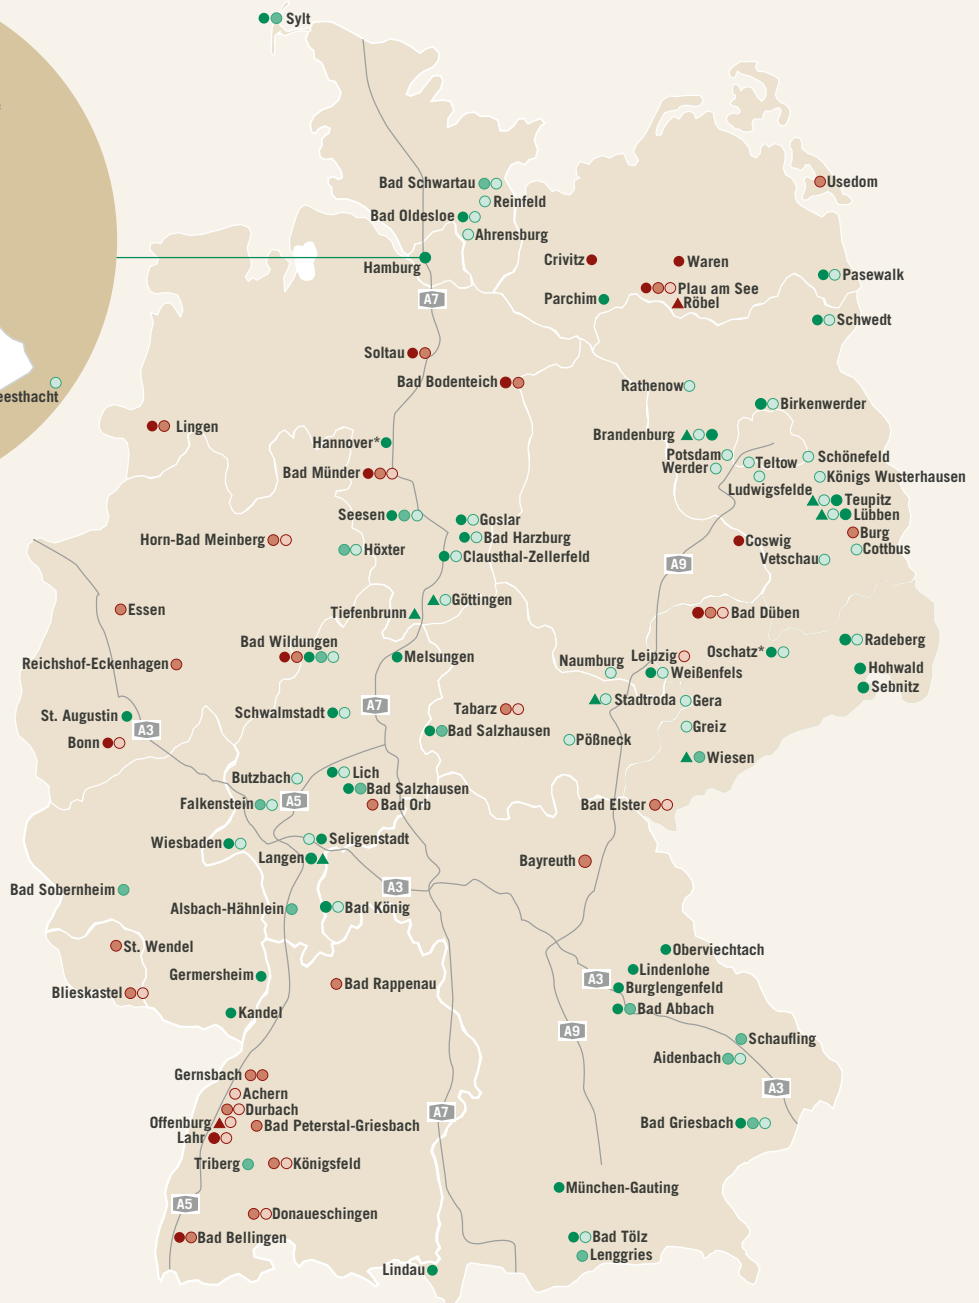 Sylt
Bad Schwartau
Usedom
Reinfeld
Bad Oldesloe
Ahrensburg
Crivitz
Waren
Hamburg
Pasewalk
Plau am See
Parchim
A7
Röbel
Schwedt
Soltau
Bad Bodenteich
Rathenow
eesthacht
Birkenwerder
Lingen
Brandenburg
Hannover*
Potsdam
Schönefeld
Teltow
Werder
Bad Münder
Königs Wusterhausen
Ludwigsfelde
Teupitz
Seesen
Lübben
Goslar
Burg
Bad Harzburg
Horn-Bad Meinberg
Coswig
Höxter
Cottbus
Clausthal-Zellerfeld
Vetschau
A9
Göttingen
Essen
Tiefenbrunn
Bad Düben
Bad Wildungen
Radeberg
Oschatz*
Melsungen
Leipzig
Reichshof-Eckenhagen
Naumburg
Hohwald
Weißenfels
Sebnitz
Stadtroda
Gera
A7
Tabarz
Schwalmstadt
St. Augustin
Greiz
A3
Bad Salzhausen
Pößneck
Bonn
Wiesen
Lich
Butzbach
Bad Salzhausen
A5
Falkenstein
Bad Orb
Bad Elster
Seligenstadt
Wiesbaden
Langen
Bayreuth
A3
Bad Sobernheim
Alsbach-Hähnlein
Bad König
St. Wendel
Oberviechtach
Lindenlohe
Germersheim
A3
Bad Rappenau
Burglengenfeld
Blieskastel
Bad Abbach
Kandel
A9
Schaufling
Aidenbach
Gernsbach
A3
Achern
Durbach
A7
Offenburg
Bad Griesbach
Bad Peterstal-Griesbach
Lahr
Triberg
Königsfeld
München-Gauting
A5
Donaueschingen
Bad Bellingen
Bad Tölz
Lenggries
Lindau